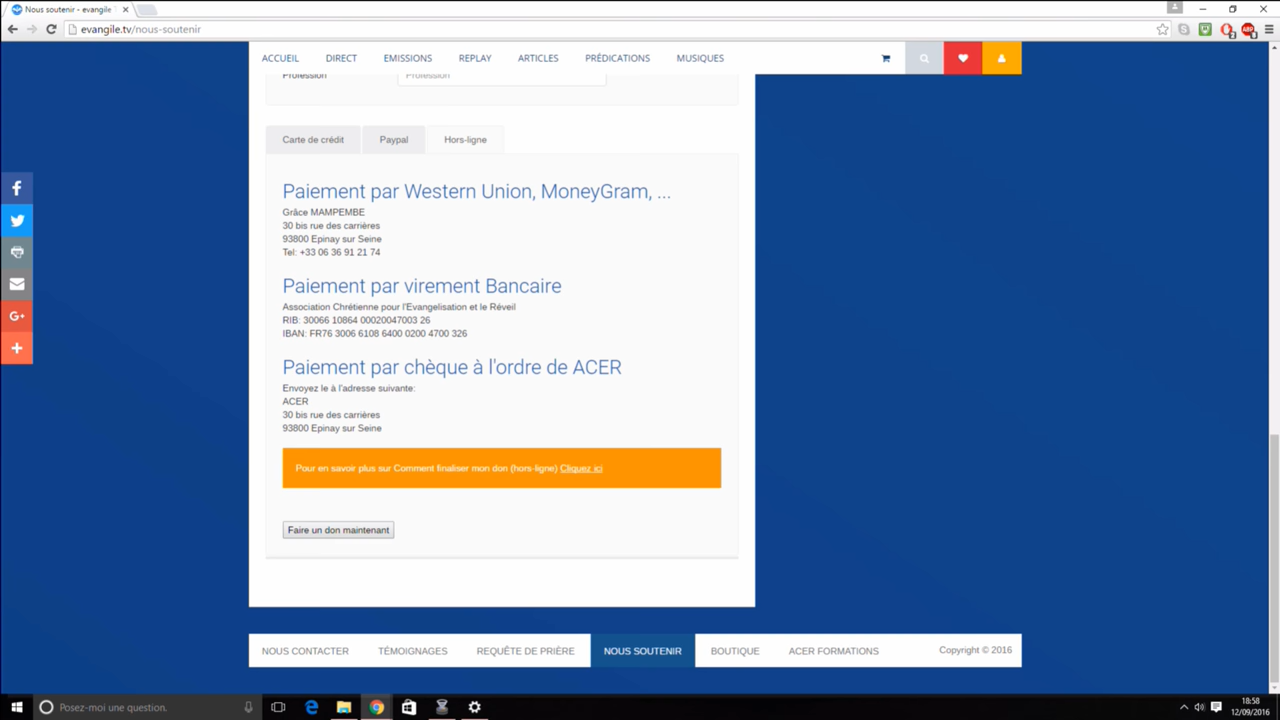 Nous soutenir - evangile
evangile.tv/nous-soutenir
ACCUEIL DIRECT EMISSIONS REPLAY ARTICLES PRÉDICATIONS MUSIQUES
Profession Profession
Carte de crédit Paypal Hors-ligne
Paiement par Western Union, MoneyGram, ...
Grâce MAMPEMBE
30 bis rue des carrières
93800 Epinay sur Seine
Tel: +33 06 36 91 21 74
Paiement par virement Bancaire
Association Chrétienne pour l'Evangelisation et le Réveil
RIB: 30066 10864 00020047003 26
IBAN: FR76 3006 6108 6400 0200 4700 326
Paiement par chèque à l'ordre de ACER
Envoyez le à l'adresse suivante:
ACER
30 bis rue des carrières
93800 Epinay sur Seine
Pour en savoir plus sur Comment finaliser mon don (hors-ligne) Cliquez ici
Faire un don maintenant
NOUS CONTACTER TÉMOIGNAGES REQUÊTE DE PRIÈRE NOUS SOUTENIR BOUTIQUE ACER FORMATIONS Copyright © 2016
Posez-moi une question.
18:58
12/09/2016